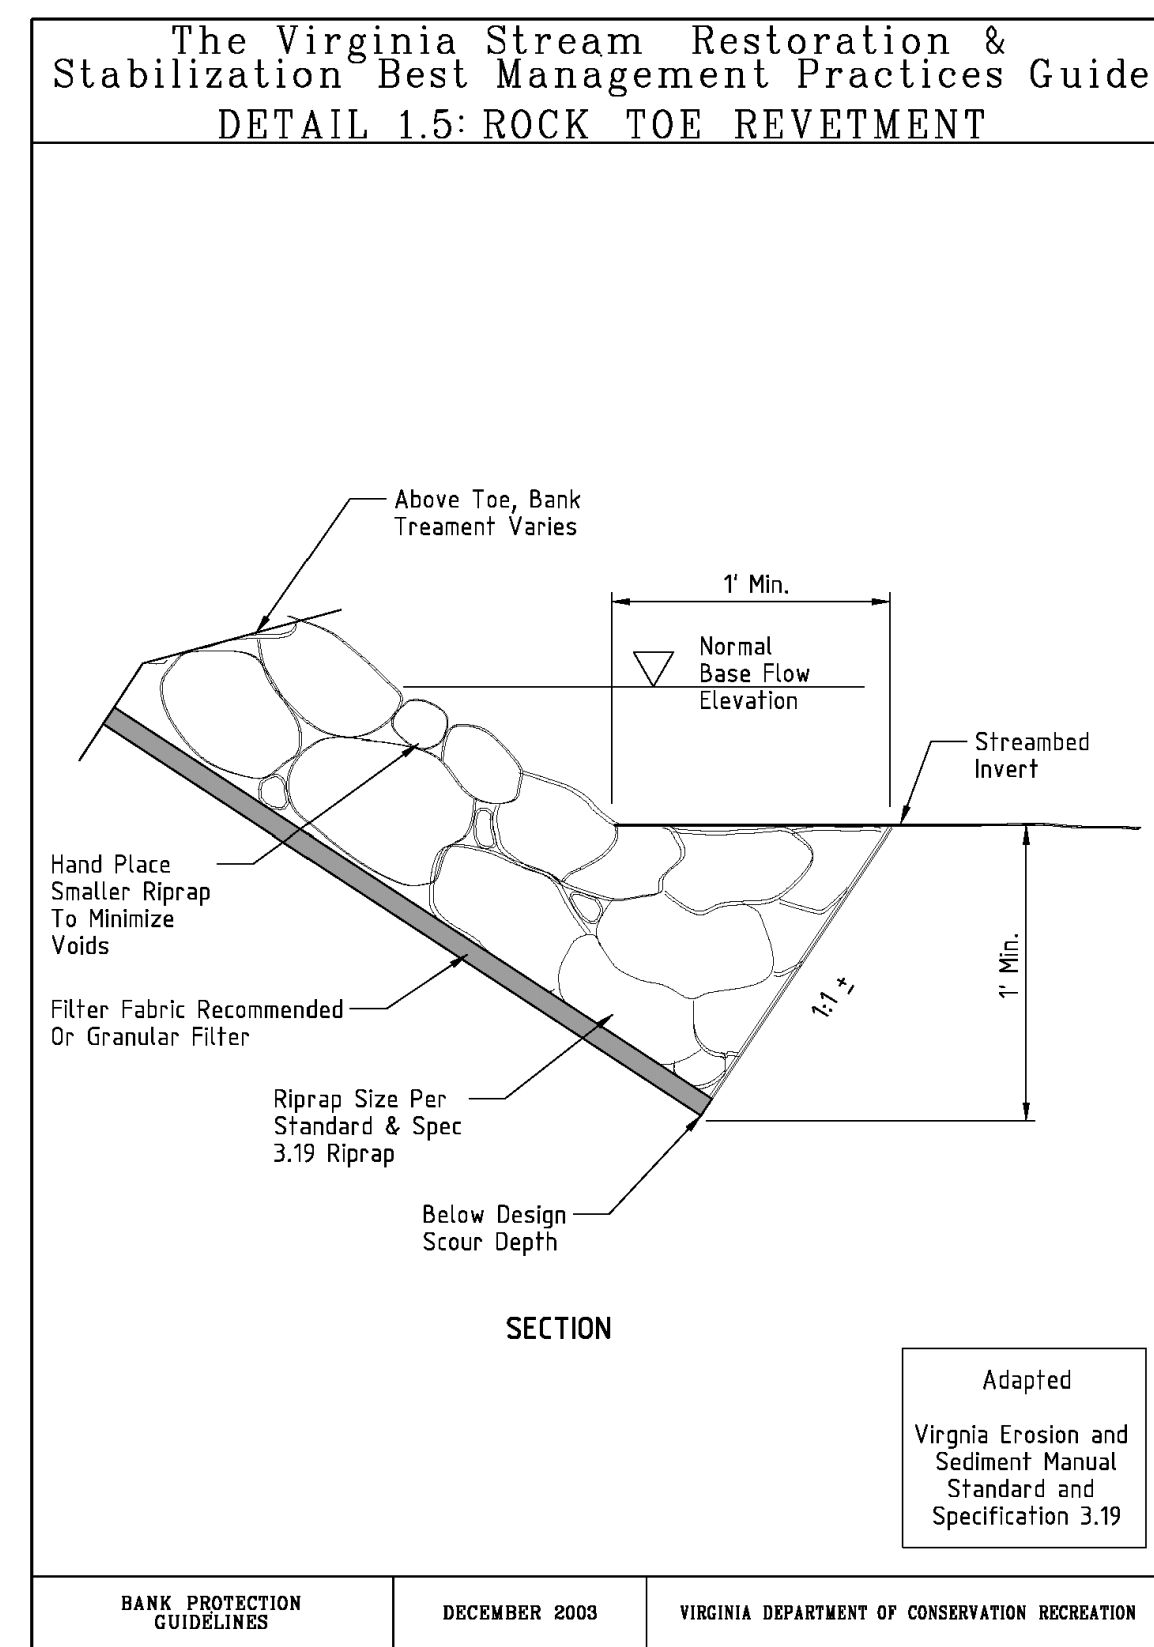 The Virginia Stream Restoration &
Stabilization Best Management Practices Guide
DETAIL 1.5: ROCK TOE REVETMENT
Above Toe, Bank
Treament Varies
1' Min.
Normal
Base Flow
Elevation
Streambed
Invert
Hand Place
Smaller Riprap
To Minimize
Voids
1' Min.
1:1 ±
Filter Fabric Recommended
Or Granular Filter
Riprap Size Per
Standard & Spec
3.19 Riprap
Below Design
Scour Depth
SECTION
Adapted
Virgnia Erosion and
Sediment Manual
Standard and
Specification 3.19
BANK PROTECTION
GUIDELINES
DECEMBER 2003
VIRGINIA DEPARTMENT OF CONSERVATION RECREATION